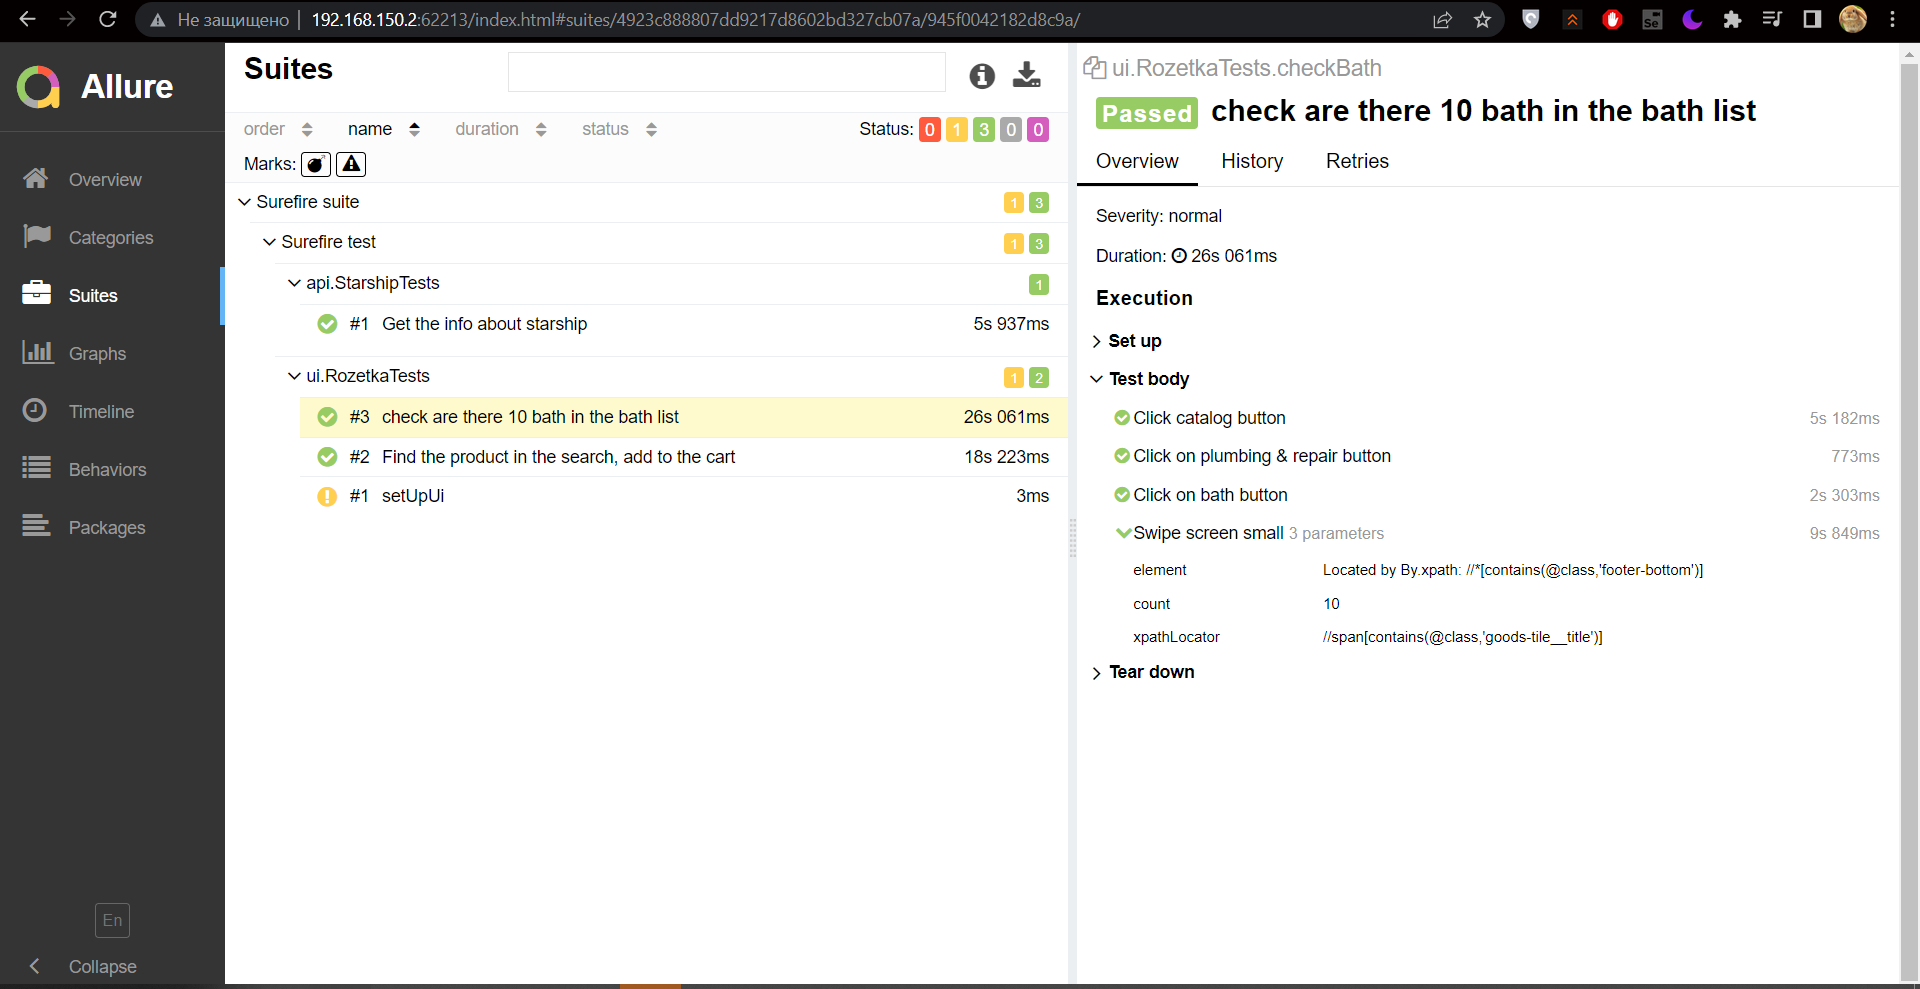 Не защищено | 192.168.150.2:62213/index.html#suites/4923c888807dd9217d8602bd327cb07a/945f0042182d8c9a/
Se
Allure
Overview
Categories
Suites
Graphs
Timeline
Behaviors
Packages
En
Collapse
Suites
order name duration status Status: 0 1 3 0 0
Marks:
Surefire suite 1 3
Surefire test 1 3
api.StarshipTests 1
#1 Get the info about starship 5s 937ms
ui.RozetkaTests 1 2
#3 check are there 10 bath in the bath list 26s 061ms
#2 Find the product in the search, add to the cart 18s 223ms
#1 setUpUi 3ms
ui.RozetkaTests.checkBath
Passed check are there 10 bath in the bath list
Overview History Retries
Severity: normal
Duration: 26s 061ms
Execution
Set up
Test body
Click catalog button 5s 182ms
Click on plumbing & repair button 773ms
Click on bath button 2s 303ms
Swipe screen small 3 parameters 9s 849ms
element Located by By.xpath: //*[contains(@class,'footer-bottom')]
count 10
xpathLocator //span[contains(@class,'goods-tile__title')]
Tear down